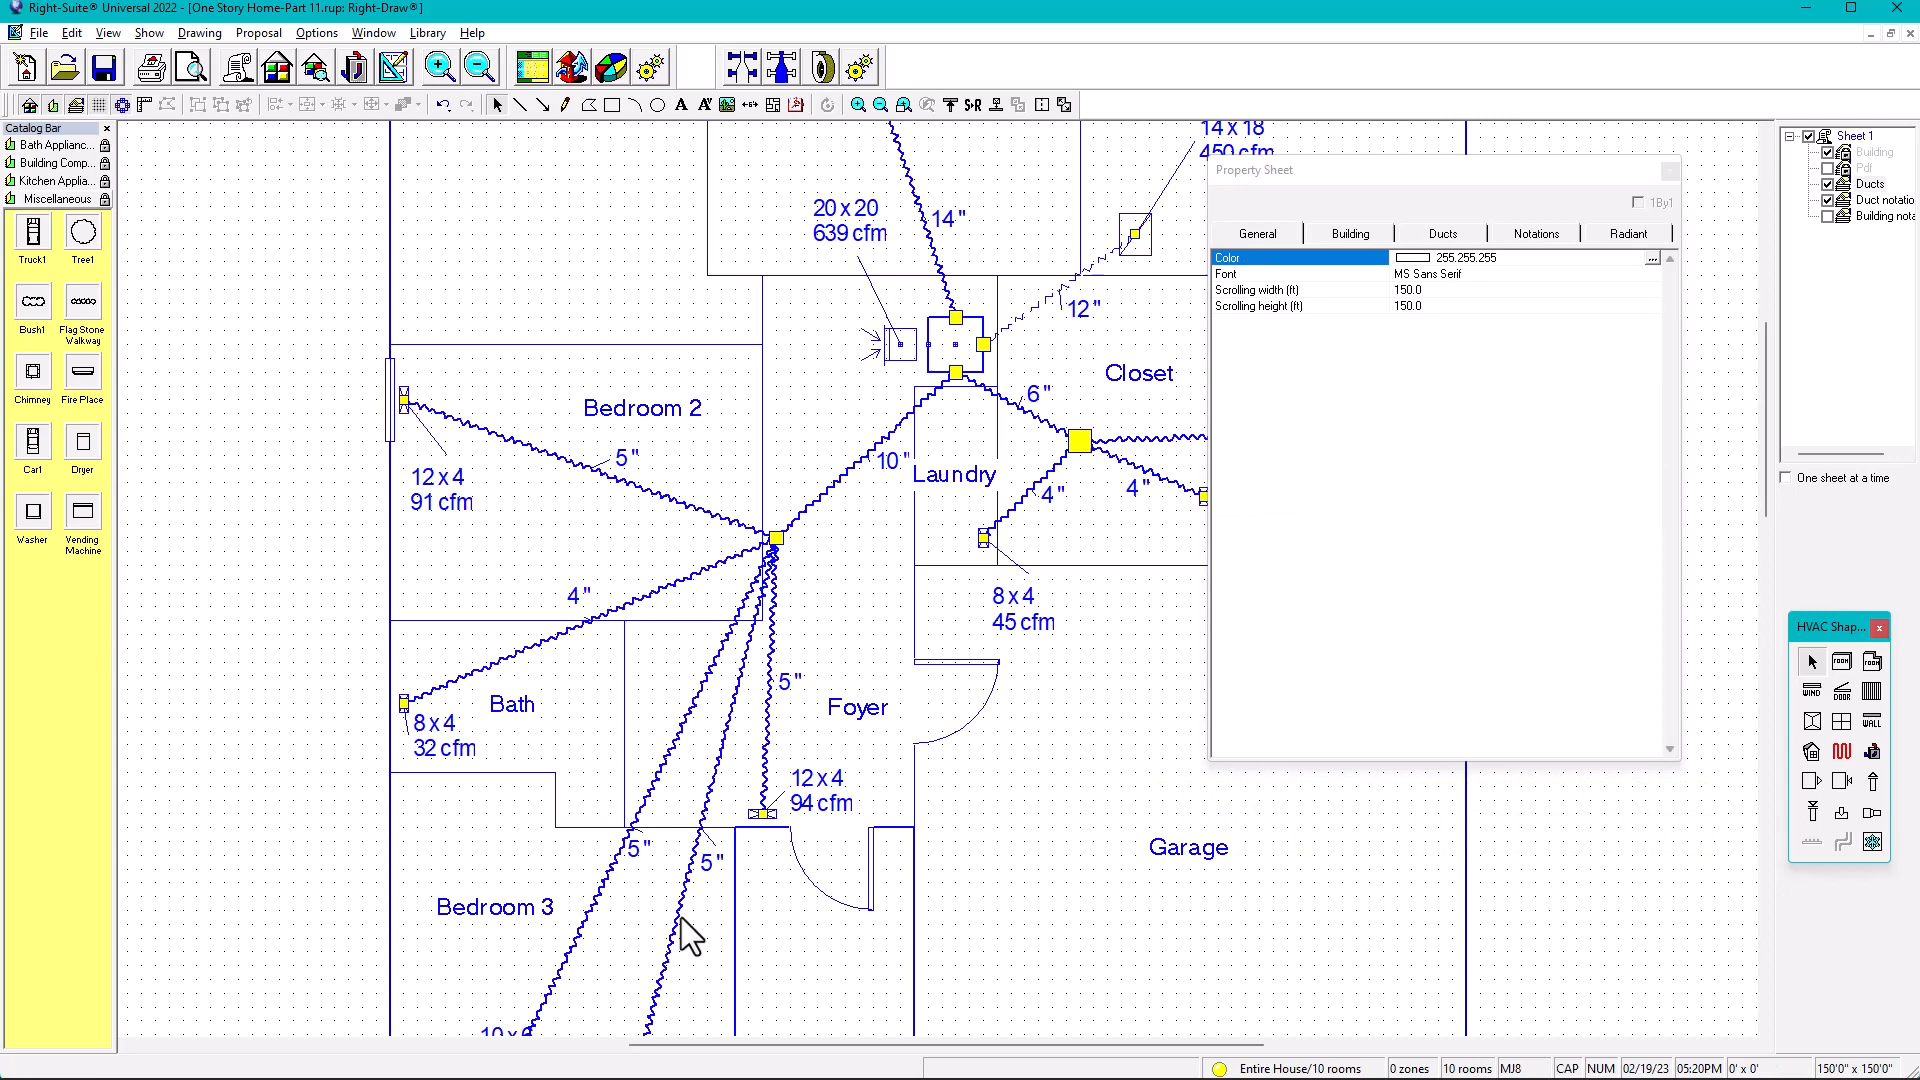 Right-Suite® Universal 2022 - [One Story Home-Part 11.rup: Right-Draw®]
File Edit View Show Drawing Proposal Options Window Library Help
Catalog Bar
Bath Applianc...
Building Comp...
Kitchen Applia...
Miscellaneous
Truck1 Tree1
Bush1 Flag Stone
Walkway
Chimney Fire Place
Car1 Dryer
Washer Vending
Machine
S•R
14 x 18
450 cfm
20 x 20
639 cfm
14"
12"
Closet
6"
Bedroom 2
5"
12 x 4
91 cfm
10"
Laundry
4"
4"
8 x 4
45 cfm
4"
Bath
8 x 4
32 cfm
5"
Foyer
12 x 4
94 cfm
5"
5"
Garage
Bedroom 3
10 x 6
Property Sheet
1By1
General Building Ducts Notations Radiant
Color 255.255.255 ...
Font MS Sans Serif
Scrolling width (ft) 150.0
Scrolling height (ft) 150.0
Sheet 1
Building
Pdf
Ducts
Duct notatio
Building nota
One sheet at a time
HVAC Shap...
ROOM ROOM
WIND DOOR
WALL
Entire House/10 rooms 0 zones 10 rooms MJ8 CAP NUM 02/19/23 05:20PM 0' x 0' 150'0" x 150'0"